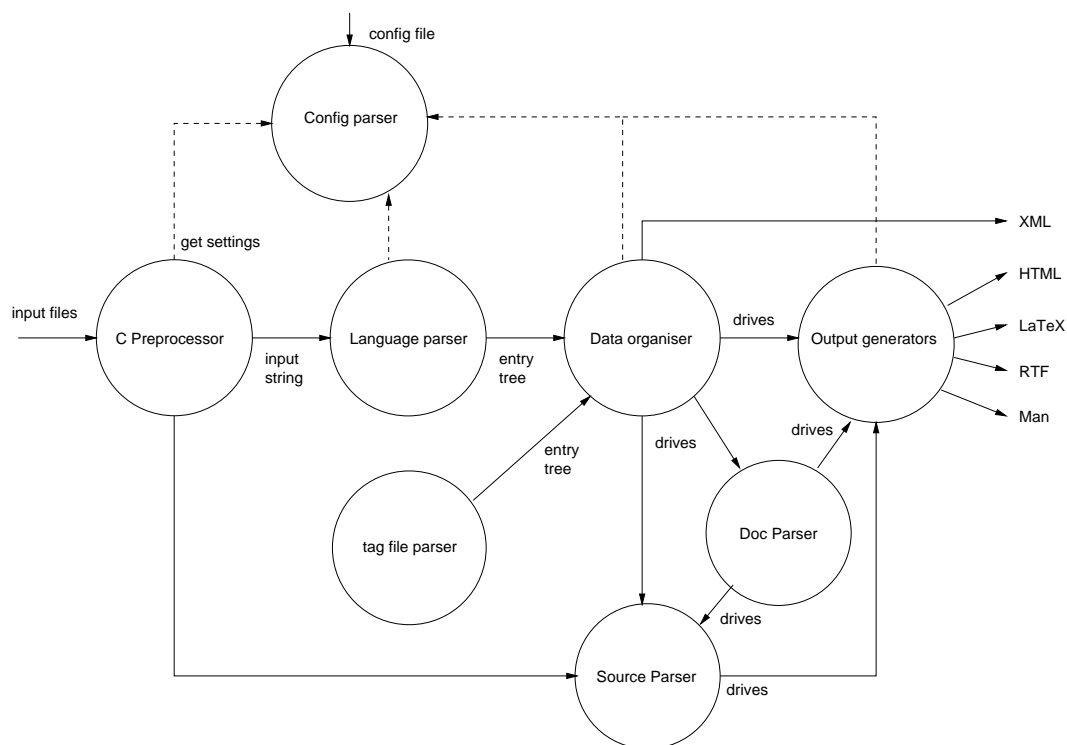 config file
Config parser
get settings
XML
HTML
input files
C Preprocessor
input
string
Language parser
entry
tree
Data organiser
drives
Output generators
LaTeX
RTF
Man
drives
drives
entry
tree
tag file parser
Doc Parser
drives
Source Parser
drives